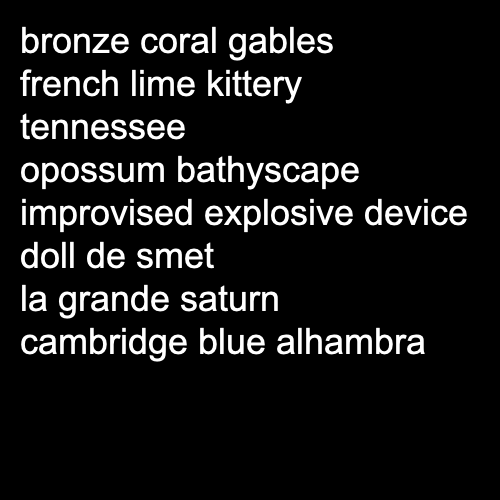 bronze coral gables
french lime kittery
tennessee
opossum bathyscape
improvised explosive device
doll de smet
la grande saturn
cambridge blue alhambra